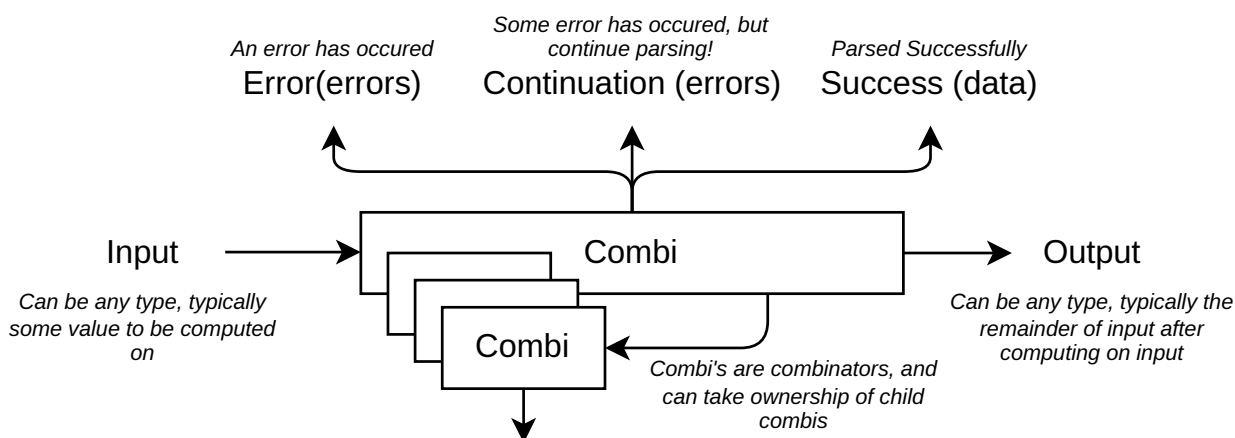 An error has occured
Error(errors)
Some error has occured, but
continue parsing!
Continuation (errors)
Parsed Successfully
Success (data)
Input
Can be any type, typically
some value to be computed
on
Combi
Combi
Combi's are combinators, and
can take ownership of child
combis
Output
Can be any type, typically the
remainder of input after
computing on input